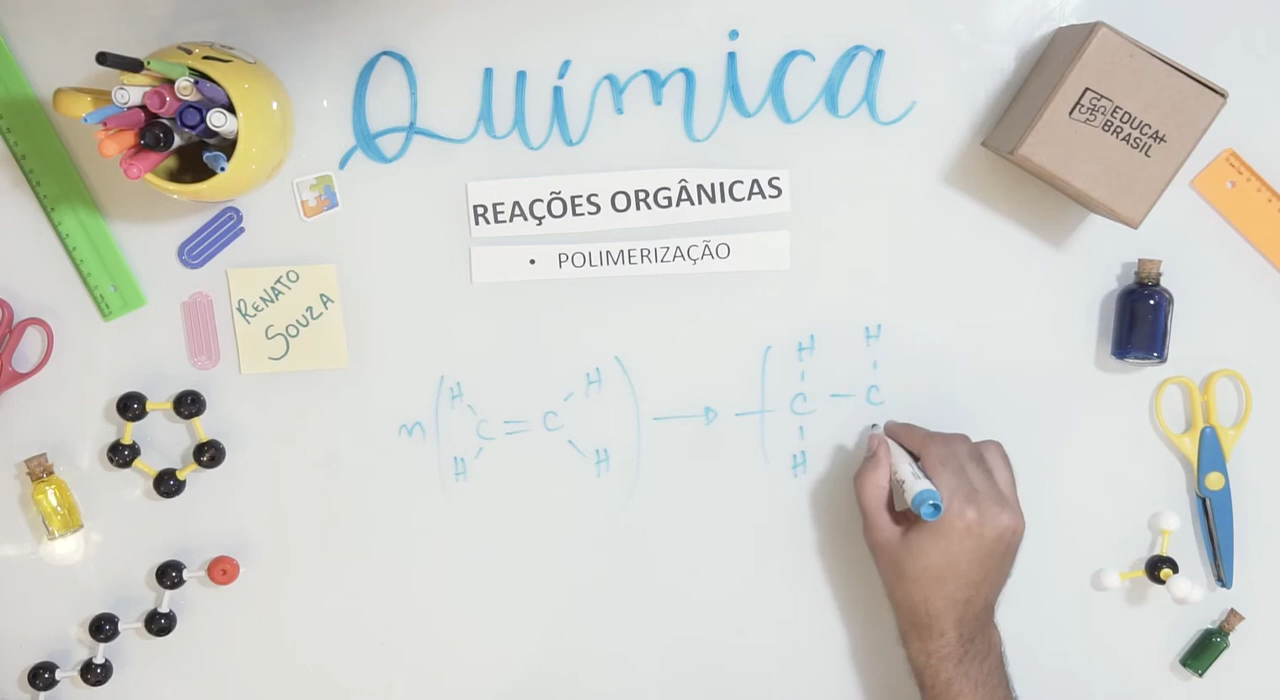 Química
REAÇÕES ORGÂNICAS
• POLIMERIZAÇÃO
EDUCA+
BRASIL
RENATO
SOUZA
H H H H
n( C = C ) → —( C — C
H H H